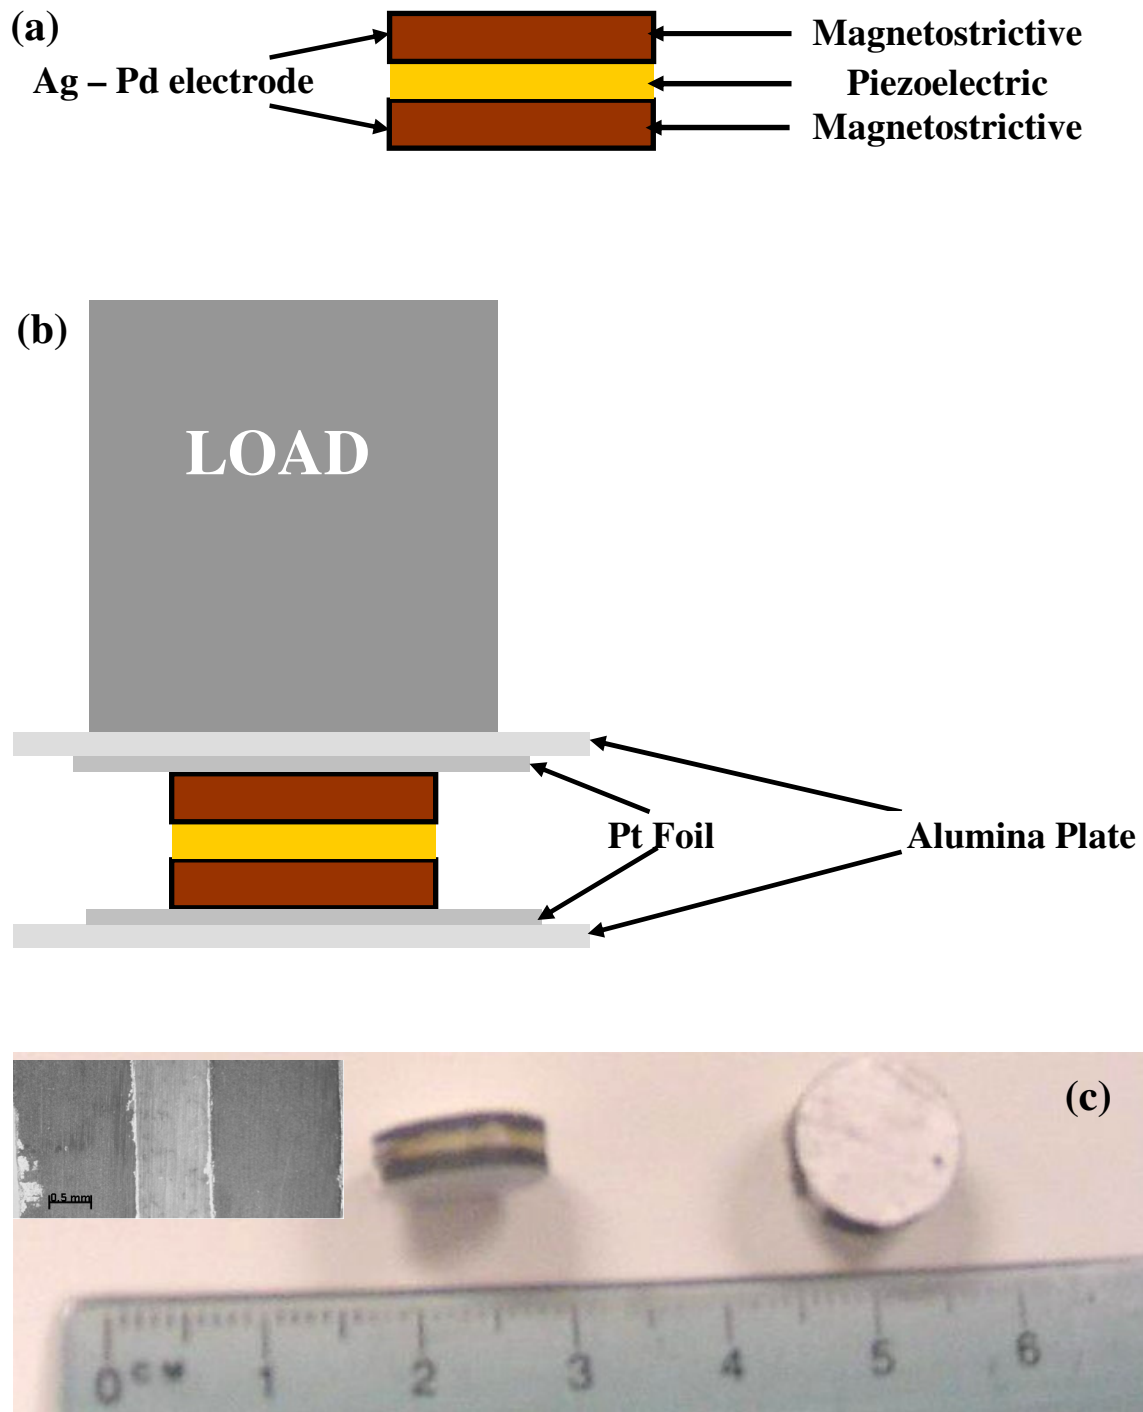 (a)
Magnetostrictive
Ag – Pd electrode
Piezoelectric
Magnetostrictive
(b)
LOAD
Pt Foil
Alumina Plate
(c)
0.5 mm
0 C M 1 2 3 4 5 6